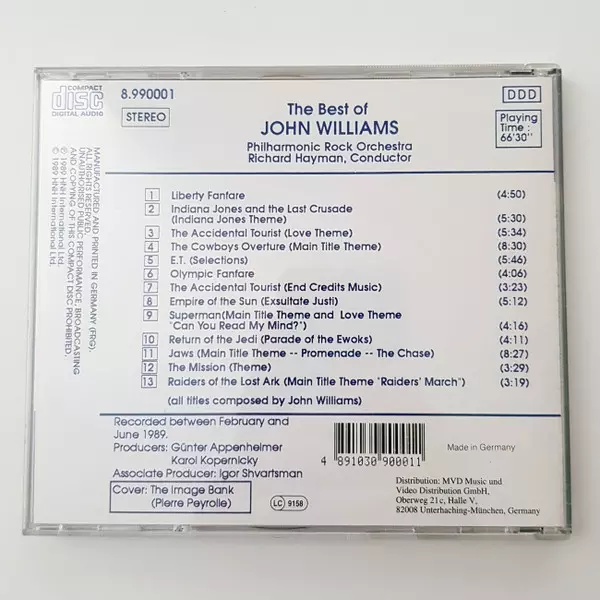 COMPACT
disc
DIGITAL AUDIO
8.990001
STEREO
The Best of
JOHN WILLIAMS
Philharmonic Rock Orchestra
Richard Hayman, Conductor
DDD
Playing
Time :
66'30"
MANUFACTURED AND PRINTED IN GERMANY (FRG).
ALL RIGHTS RESERVED.
UNAUTHORISED PUBLIC PERFORMANCE, BROADCASTING
AND COPYING OF THIS COMPACT DISC PROHIBITED.
℗ 1989 HNH International Ltd.
© 1989 HNH International Ltd.
1 Liberty Fanfare (4:50)
2 Indiana Jones and the Last Crusade
(Indiana Jones Theme) (5:30)
3 The Accidental Tourist (Love Theme) (5:34)
4 The Cowboys Overture (Main Title Theme) (8:30)
5 E.T. (Selections) (5:46)
6 Olympic Fanfare (4:06)
7 The Accidental Tourist (End Credits Music) (3:23)
8 Empire of the Sun (Exsultate Justi) (5:12)
9 Superman(Main Title Theme and Love Theme
"Can You Read My Mind?") (4:16)
10 Return of the Jedi (Parade of the Ewoks) (4:11)
11 Jaws (Main Title Theme -- Promenade -- The Chase) (8:27)
12 The Mission (Theme) (3:29)
13 Raiders of the Lost Ark (Main Title Theme "Raiders' March") (3:19)
(all titles composed by John Williams)
Recorded between February and
June 1989.
Producers: Günter Appenheimer
Karol Kopernicky
Associate Producer: Igor Shvartsman
Cover: The Image Bank
(Pierre Peyrolle)
4 891030 900011
LC 9158
Made in Germany
Distribution: MVD Music und
Video Distribution GmbH,
Oberweg 21c, Halle V,
82008 Unterhaching-München, Germany